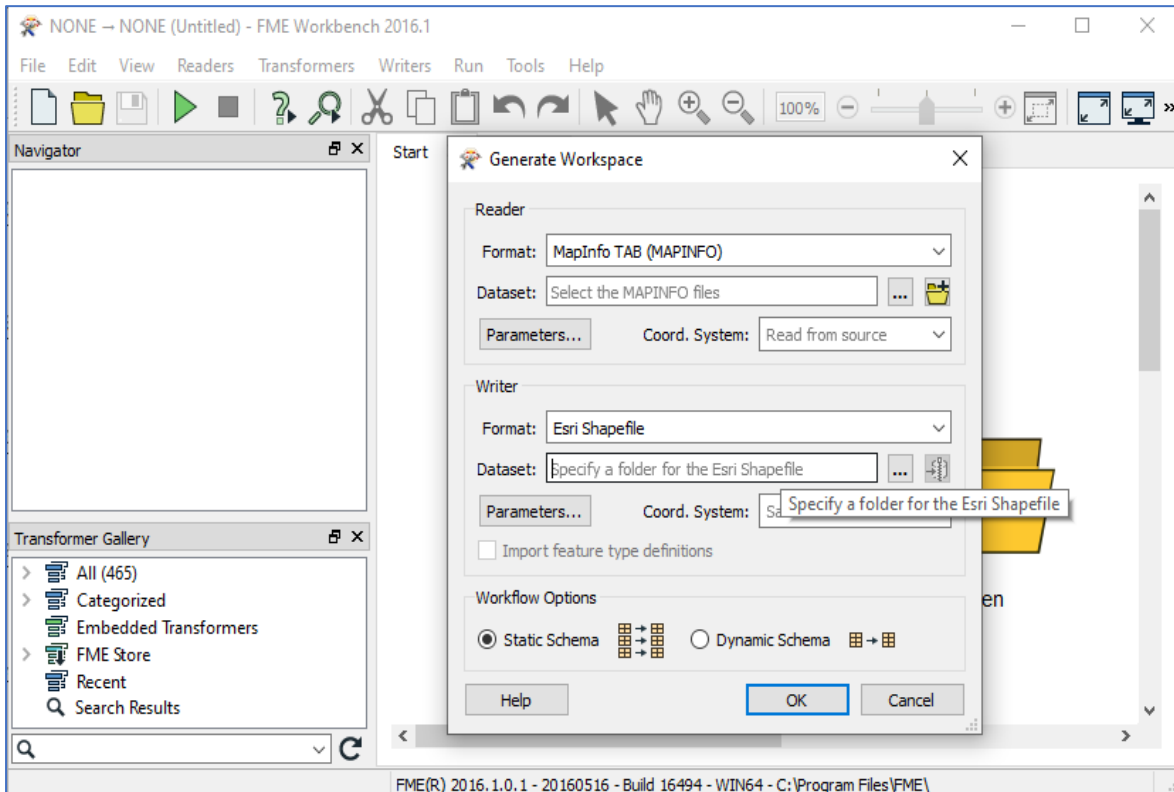 NONE → NONE (Untitled) - FME Workbench 2016.1
File Edit View Readers Transformers Writers Run Tools Help
100%
Navigator
Start
Generate Workspace
Reader
Format: MapInfo TAB (MAPINFO)
Dataset: Select the MAPINFO files ...
Parameters... Coord. System: Read from source
Writer
Format: Esri Shapefile
Dataset: Specify a folder for the Esri Shapefile ...
Specify a folder for the Esri Shapefile
Parameters... Coord. System: Sa
Import feature type definitions
Workflow Options
Static Schema Dynamic Schema
Help OK Cancel
en
Transformer Gallery
All (465)
Categorized
Embedded Transformers
FME Store
Recent
Search Results
FME(R) 2016.1.0.1 - 20160516 - Build 16494 - WIN64 - C:\Program Files\FME\